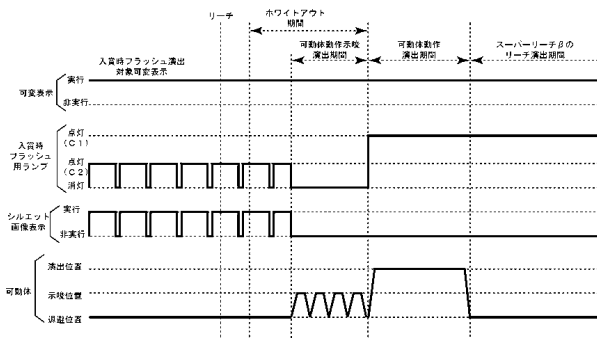 リーチ
ホワイトアウト
期間
入賞時フラッシュ演出
対象可変表示
可動体動作示唆
演出期間
可動体動作
演出期間
スーパーリーチβの
リーチ演出期間
可変表示
実行
非実行
入賞時
フラッシュ
用ランプ
点灯
(C1)
点灯
(C2)
消灯
シルエット
画像表示
実行
非実行
可動体
演出位置
示唆位置
退避位置